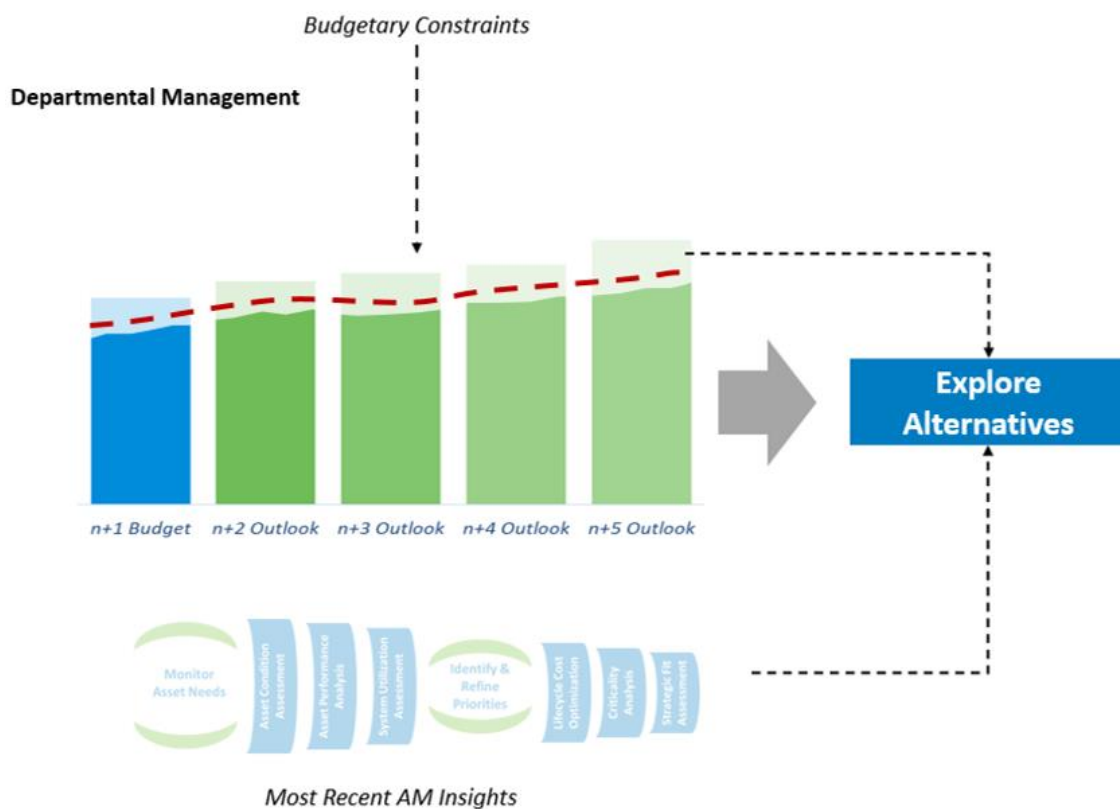 Budgetary Constraints
Departmental Management
Explore
Alternatives
n+1 Budget
n+2 Outlook
n+3 Outlook
n+4 Outlook
n+5 Outlook
Monitor
Asset Needs
Asset Condition
Assessment
Asset Performance
Analysis
System Utilization
Assessment
Identify &
Refine
Priorities
Lifecycle Cost
Optimization
Criticality
Analysis
Strategic Fit
Assessment
Most Recent AM Insights